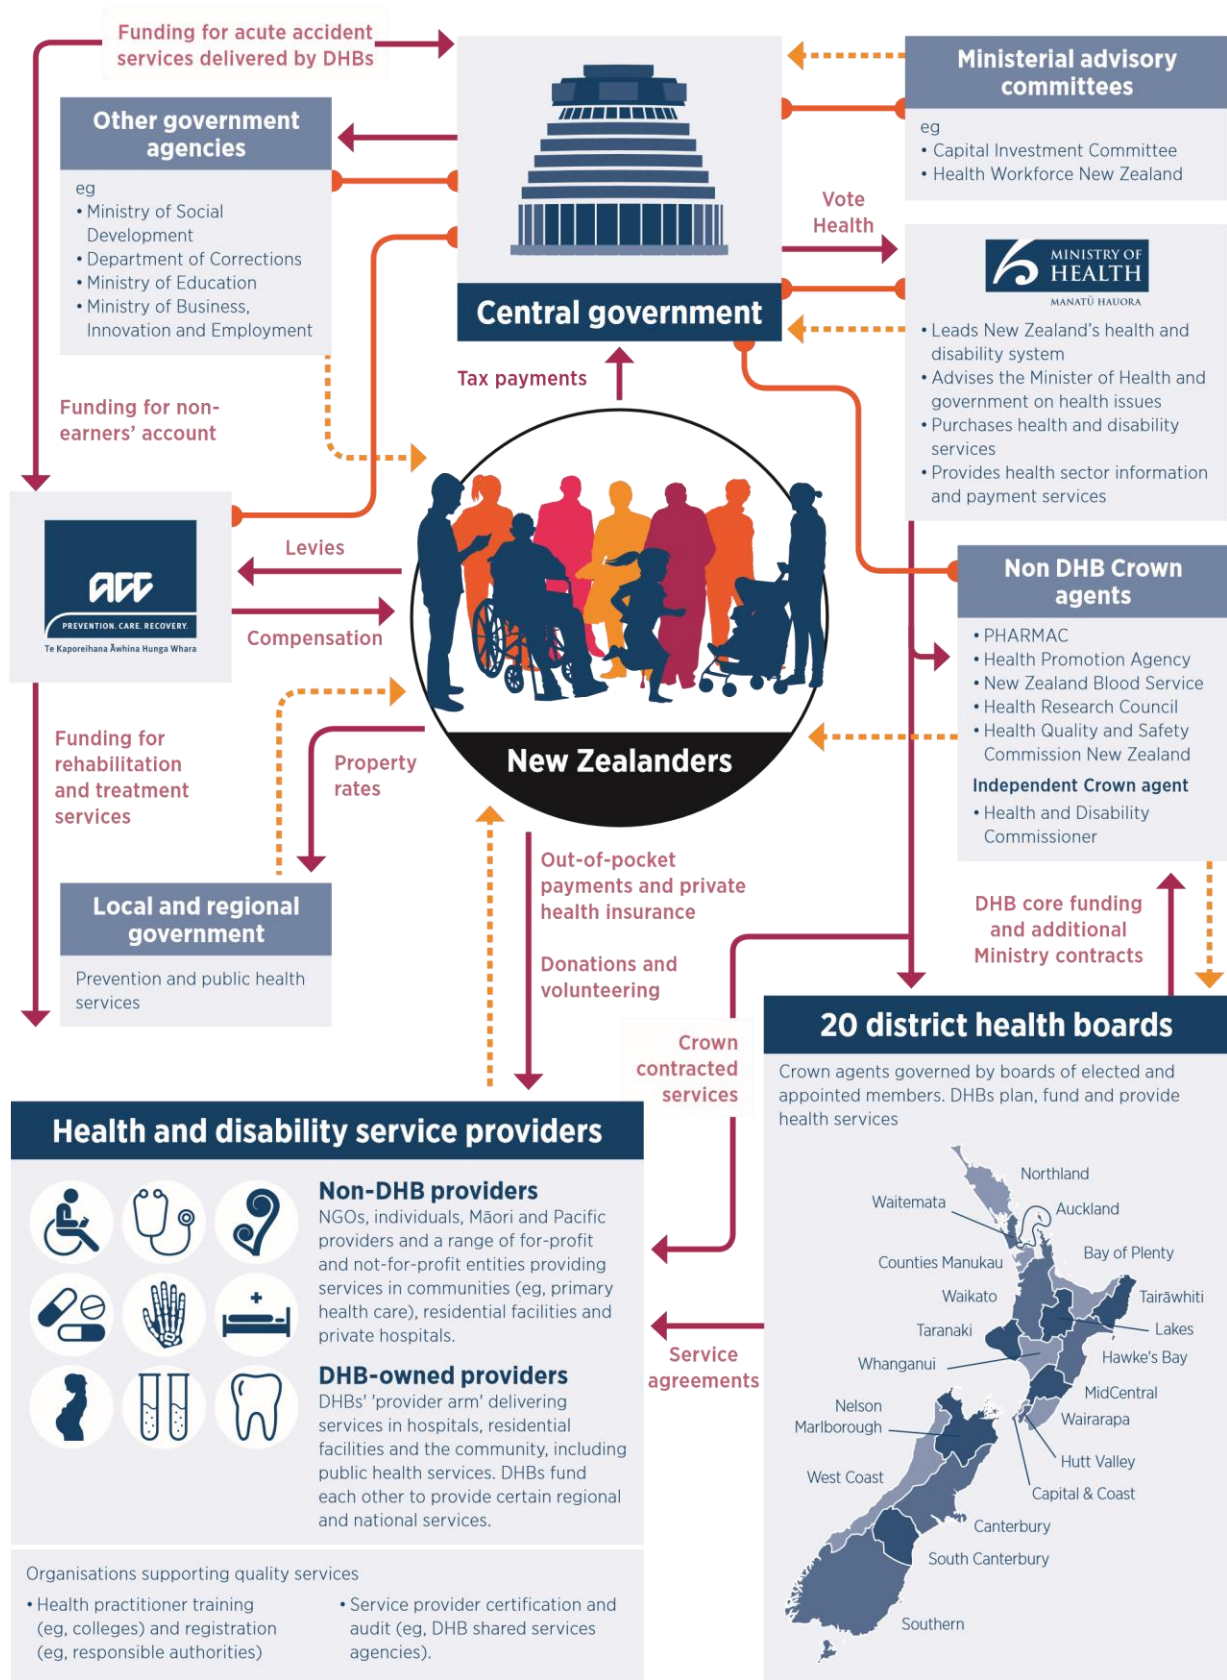 Funding for acute accident
services delivered by DHBs
Ministerial advisory
committees
eg
• Capital Investment Committee
• Health Workforce New Zealand
Other government
agencies
eg
• Ministry of Social
Development
• Department of Corrections
• Ministry of Education
• Ministry of Business,
Innovation and Employment
Central government
Vote
Health
MINISTRY OF
HEALTH
MANATŪ HAUORA
• Leads New Zealand's health and
disability system
• Advises the Minister of Health and
government on health issues
• Purchases health and disability
services
• Provides health sector information
and payment services
Tax payments
Funding for non-
earners' account
acc
PREVENTION. CARE. RECOVERY.
Te Kaporeihana Āwhina Hunga Whara
Levies
Compensation
New Zealanders
Non DHB Crown
agents
• PHARMAC
• Health Promotion Agency
• New Zealand Blood Service
• Health Research Council
• Health Quality and Safety
Commission New Zealand
Independent Crown agent
• Health and Disability
Commissioner
Funding for
rehabilitation
and treatment
services
Property
rates
Local and regional
government
Prevention and public health
services
Out-of-pocket
payments and private
health insurance
Donations and
volunteering
DHB core funding
and additional
Ministry contracts
Crown
contracted
services
20 district health boards
Crown agents governed by boards of elected and
appointed members. DHBs plan, fund and provide
health services
Northland
Waitemata
Auckland
Counties Manukau
Bay of Plenty
Waikato
Tairāwhiti
Taranaki
Lakes
Whanganui
Hawke's Bay
MidCentral
Nelson
Marlborough
Wairarapa
Hutt Valley
West Coast
Capital & Coast
Canterbury
South Canterbury
Southern
Health and disability service providers
Non-DHB providers
NGOs, individuals, Māori and Pacific
providers and a range of for-profit
and not-for-profit entities providing
services in communities (eg, primary
health care), residential facilities and
private hospitals.
DHB-owned providers
DHBs' 'provider arm' delivering
services in hospitals, residential
facilities and the community, including
public health services. DHBs fund
each other to provide certain regional
and national services.
Service
agreements
Organisations supporting quality services
• Health practitioner training
(eg, colleges) and registration
(eg, responsible authorities)
• Service provider certification and
audit (eg, DHB shared services
agencies).